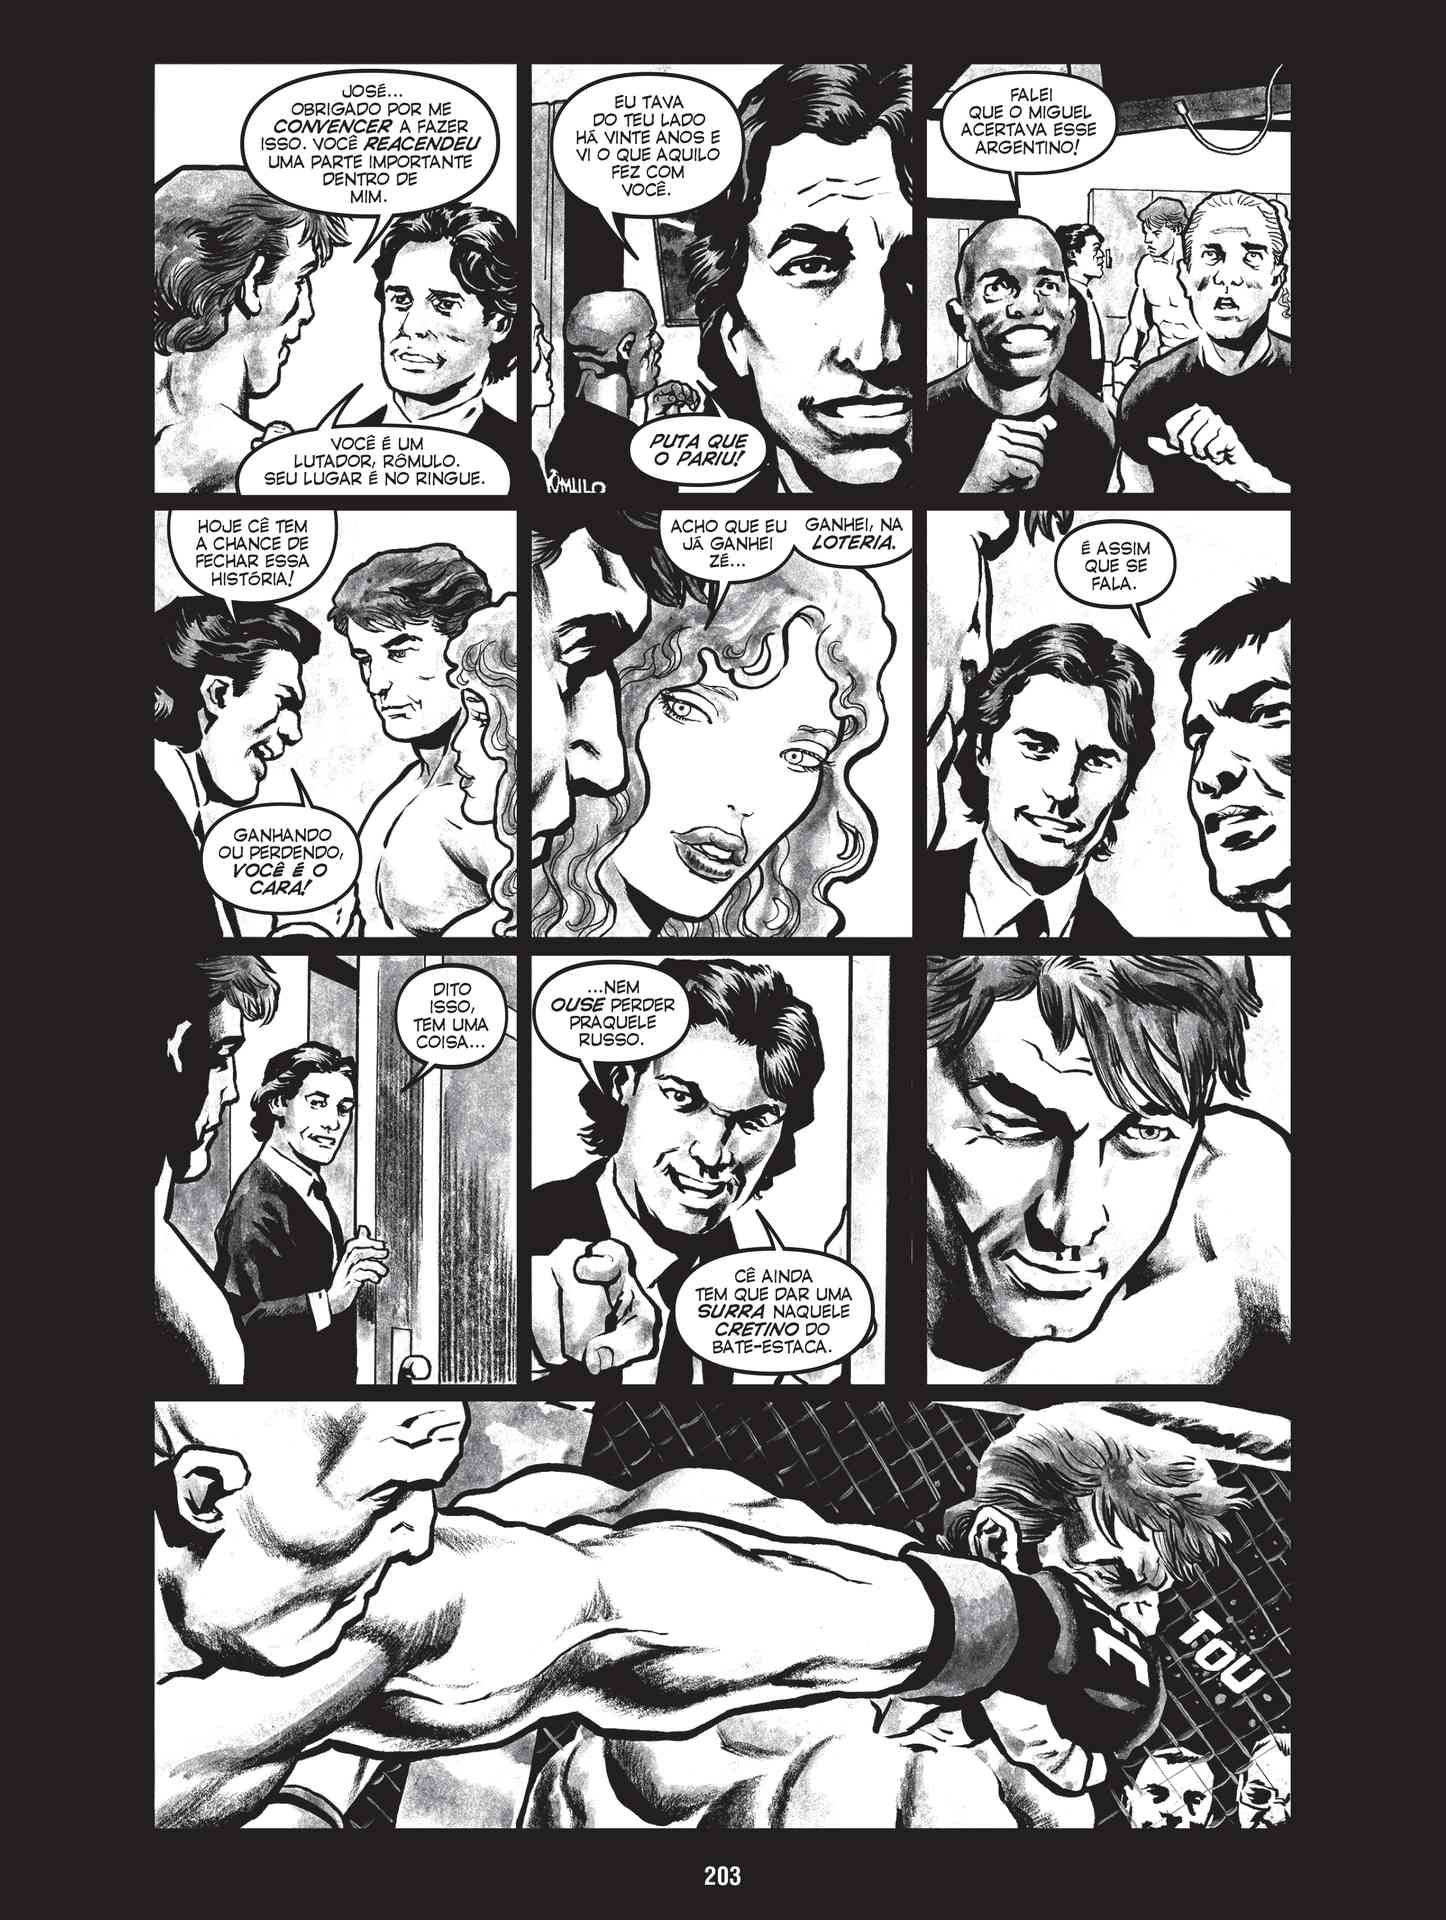 JOSÉ...
OBRIGADO POR ME
CONVENCER A FAZER
ISSO. VOCÊ REACENDEU
UMA PARTE IMPORTANTE
DENTRO DE
MIM.
VOCÊ É UM
LUTADOR, RÔMULO.
SEU LUGAR É NO RINGUE.
EU TAVA
DO TEU LADO
HÁ VINTE ANOS E
VI O QUE AQUILO
FEZ COM
VOCÊ.
PUTA QUE
O PARIU!
ÔMULO
FALEI
QUE O MIGUEL
ACERTAVA ESSE
ARGENTINO!
HOJE CÊ TEM
A CHANCE DE
FECHAR ESSA
HISTÓRIA!
GANHANDO
OU PERDENDO,
VOCÊ É O
CARA!
ACHO QUE EU
JÁ GANHEI
ZÉ...
GANHEI, NA
LOTERIA.
É ASSIM
QUE SE
FALA.
DITO
ISSO,
TEM UMA
COISA...
...NEM
OUSE PERDER
PRAQUELE
RUSSO.
CÊ AINDA
TEM QUE DAR UMA
SURRA NAQUELE
CRETINO DO
BATE-ESTACA.
TOU
203